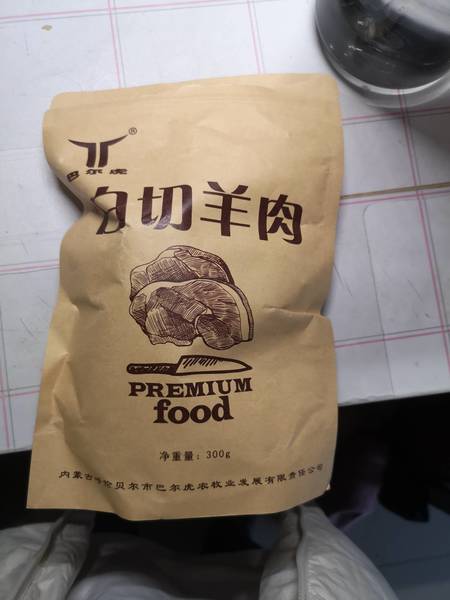 ®
巴尔虎
白切羊肉
PREMIUM
food
净重量：300g
内蒙古呼伦贝尔市巴尔虎农牧业发展有限责任公司